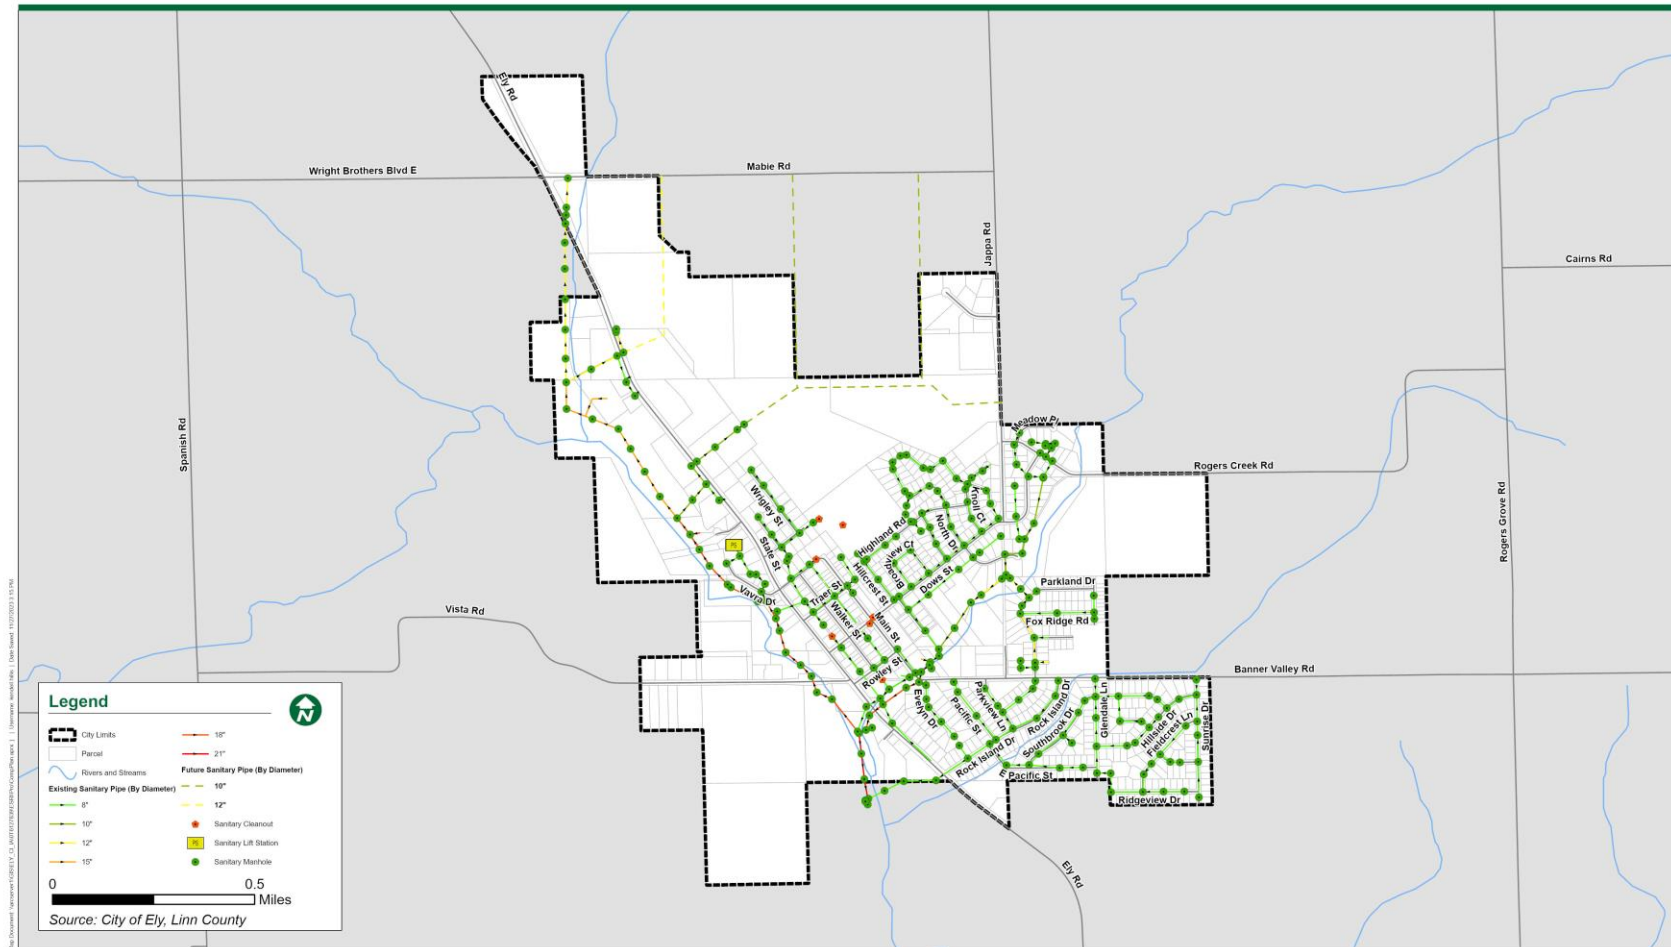 Ely Rd
Wright Brothers Blvd E
Mabie Rd
Jappa Rd
Cairns Rd
Spanish Rd
Meadow Pl
Rogers Creek Rd
Rogers Grove Rd
Wrigley St
Knoll Ct
North Dr
Highland Rd
State St
Broadview Ct
Hillcrest St
Dows St
Parkland Dr
Vavra Dr
Traer St
Vista Rd
Walker St
Main St
Fox Ridge Rd
Rowley St
Banner Valley Rd
Evelyn Dr
Pacific St
Parkview Ln
Rock Island Dr
Southbrook Dr
Glendale Ln
Hillside Dr
Fieldcrest Ln
Sunrise Dr
Rock Island Dr
E Pacific St
Ridgeview Dr
Ely Rd
Legend
N
City Limits
Parcel
Rivers and Streams
Existing Sanitary Pipe (By Diameter)
8"
10"
12"
15"
18"
21"
Future Sanitary Pipe (By Diameter)
10"
12"
Sanitary Cleanout
Sanitary Lift Station
Sanitary Manhole
0 0.5
Miles
Source: City of Ely, Linn County